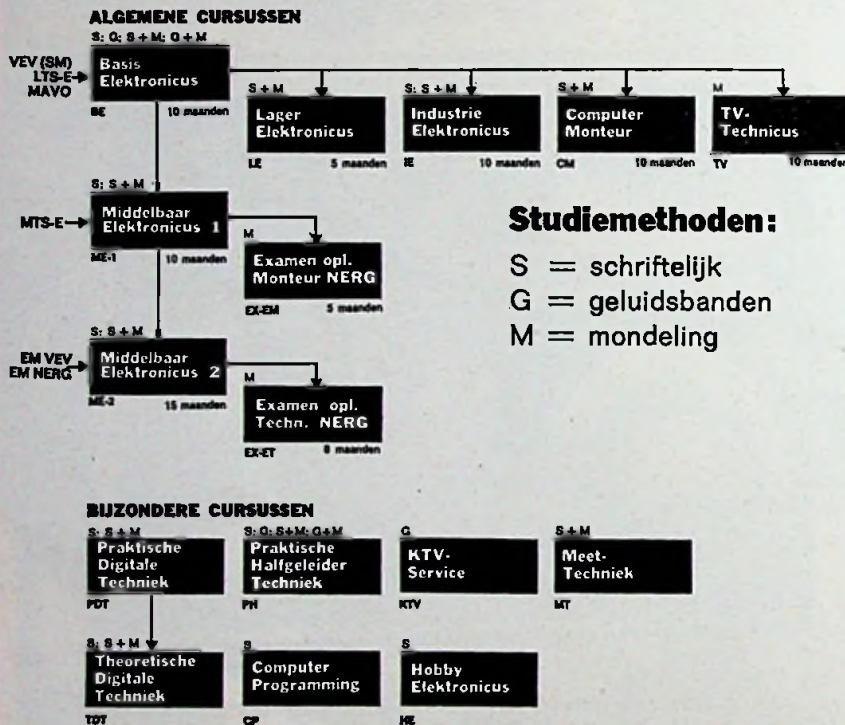 ALGEMENE CURSUSSEN
S; G; S + M; G + M
VEV (SM)
LTS-E
MAVO
Basis
Elektronicus
BE 10 maanden
S + M
Lager
Elektronicus
LE 5 maanden
S; S + M
Industrie
Elektronicus
IE 10 maanden
S + M
Computer
Monteur
CM 10 maanden
M
TV-
Technicus
TV 10 maanden
S; S + M
MTS-E
Middelbaar
Elektronicus 1
ME-1 10 maanden
M
Examen opl.
Monteur NERG
EX-EM 5 maanden
S; S + M
EM VEV
EM NERG
Middelbaar
Elektronicus 2
ME-2 15 maanden
M
Examen opl.
Techn. NERG
EX-ET 8 maanden
Studiemethoden:
S = schriftelijk
G = geluidsbanden
M = mondeling
BIJZONDERE CURSUSSEN
S; S + M
Praktische
Digitale
Techniek
PDT
S; G; S+M; G+M
Praktische
Halfgeleider
Techniek
PH
G
KTV-
Service
KTV
S + M
Meet-
Techniek
MT
S; S + M
Theoretische
Digitale
Techniek
TDT
S
Computer
Programming
CP
S
Hobby
Elektronicus
HE